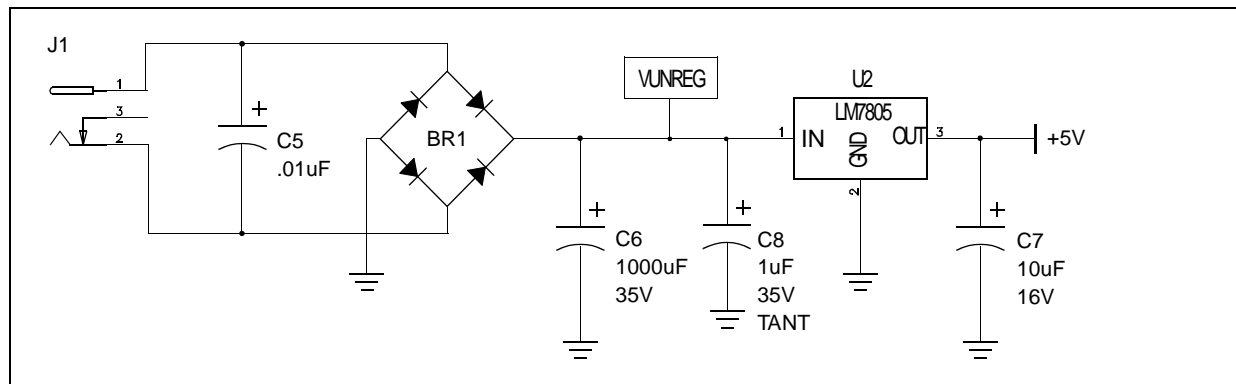 J1
1
3
2
+
C5
.01uF
BR1
VUNREG
+
C6
1000uF
35V
+
C8
1uF
35V
TANT
U2
LM7805
1
IN
GND
OUT
3
2
+5V
+
C7
10uF
16V